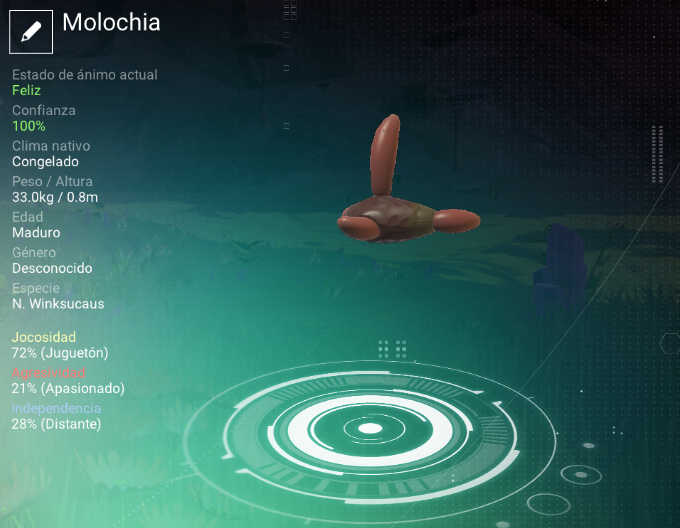 Molochia
Estado de ánimo actual
Feliz
Confianza
100%
Clima nativo
Congelado
Peso / Altura
33.0kg / 0.8m
Edad
Maduro
Género
Desconocido
Especie
N. Winksucaus
Jocosidad
72% (Juguetón)
Agresividad
21% (Apasionado)
Independencia
28% (Distante)